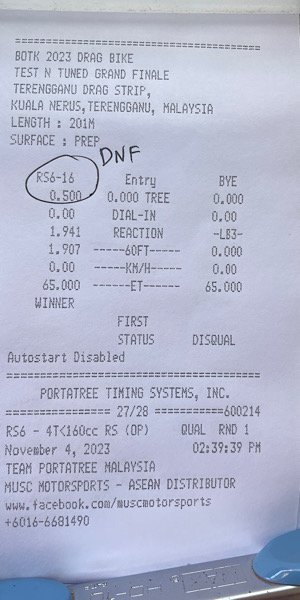 ========================================
BOTK 2023 DRAG BIKE
TEST N TUNED GRAND FINALE
TERENGGANU DRAG STRIP,
KUALA NERUS,TERENGGANU, MALAYSIA
LENGTH : 201M
SURFACE : PREP
DNF
RS6-16 Entry BYE
0.500 0.000 TREE 0.000
0.00 DIAL-IN 0.00
1.941 REACTION -LB3-
1.907 -----60FT----- 0.000
0.00 -----KM/H----- 0.00
65.000 ------ET------ 65.000
WINNER
FIRST
STATUS DISQUAL
Autostart Disabled
========================================
PORTATREE TIMING SYSTEMS, INC.
================ 27/28 ===========600214
RS6 - 4T<160cc RS (OP) QUAL RND 1
November 4, 2023 02:39:39 PM
TEAM PORTATREE MALAYSIA
MUSC MOTORSPORTS - ASEAN DISTRIBUTOR
www.facebook.com/muscmotorsports
+6016-6681490